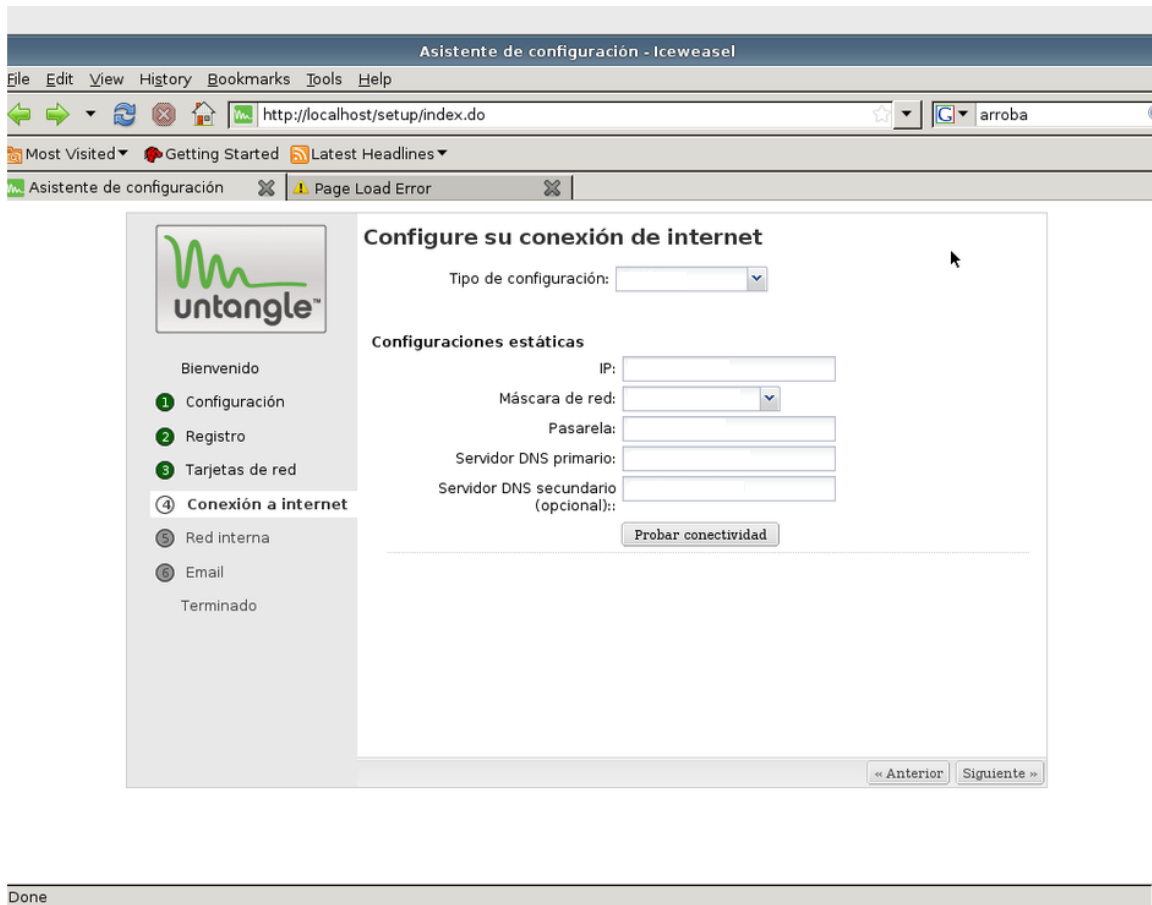 Asistente de configuración - Iceweasel
File Edit View History Bookmarks Tools Help
http://localhost/setup/index.do
G arroba
Most Visited Getting Started Latest Headlines
Asistente de configuración Page Load Error
untangle™
Bienvenido
1 Configuración
2 Registro
3 Tarjetas de red
4 Conexión a internet
5 Red interna
6 Email
Terminado
Configure su conexión de internet
Tipo de configuración:
Configuraciones estáticas
IP:
Máscara de red:
Pasarela:
Servidor DNS primario:
Servidor DNS secundario
(opcional)::
Probar conectividad
« Anterior Siguiente »
Done